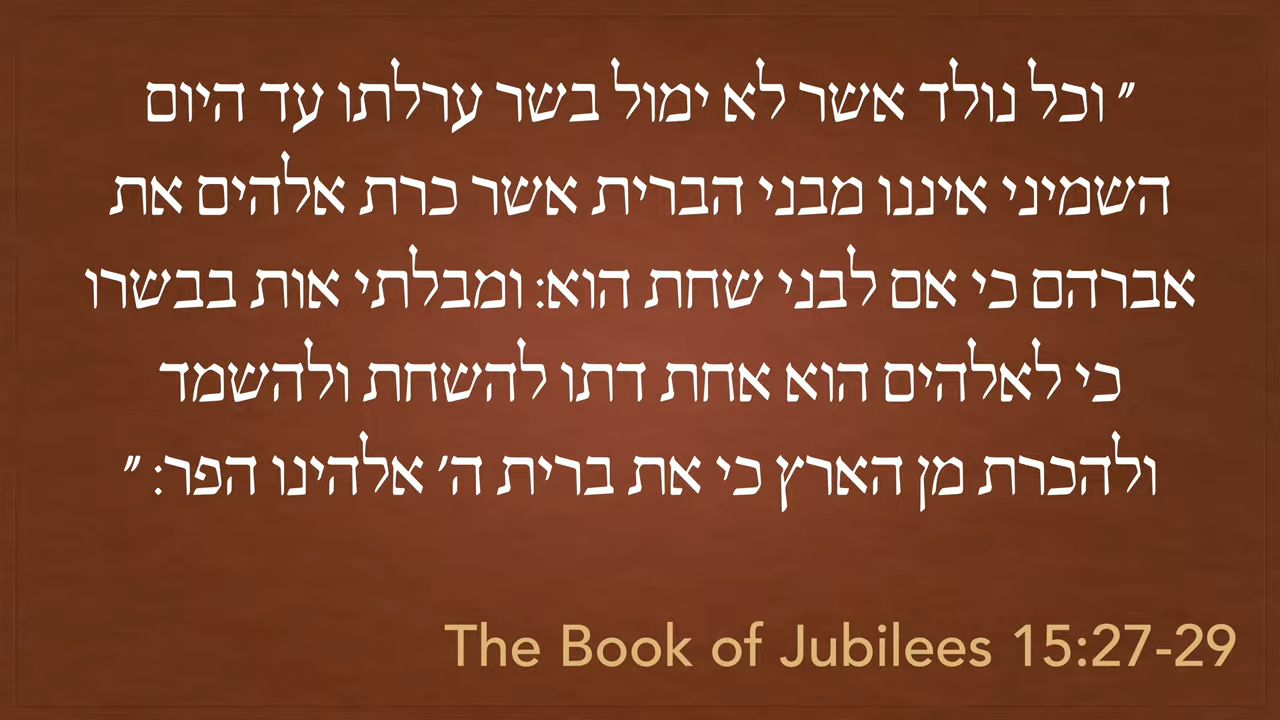 " וכל נולד אשר לא ימול בשר ערלתו עד היום
השמיני איננו מבני הברית אשר כרת אלהים את
אברהם כי אם לבני שחת הוא: ומבלתי אות בבשרו
כי לאלהים הוא אחת דתו להשחת ולהשמד
ולהכרת מן הארץ כי את ברית ה' אלהינו הפר: "
The Book of Jubilees 15:27-29